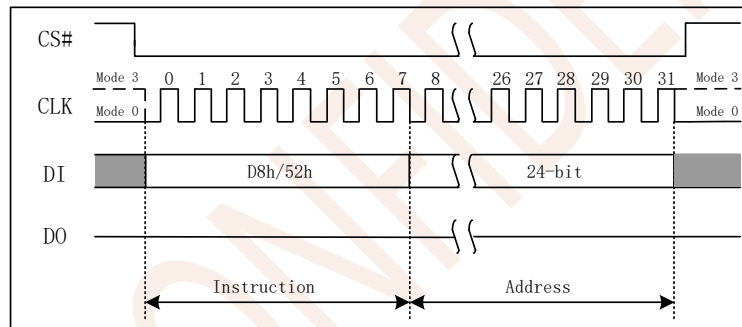 CS#
Mode 3 0 1 2 3 4 5 6 7 8 26 27 28 29 30 31 Mode 3
CLK
Mode 0 Mode 0
DI D8h/52h 24-bit
DO
Instruction Address